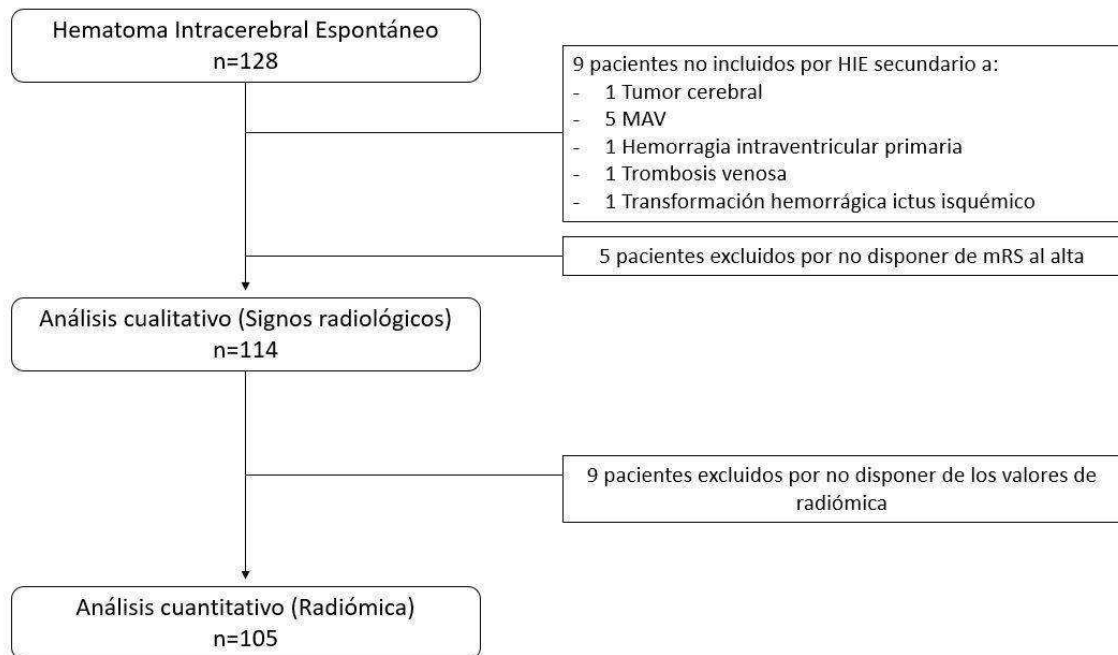 Hematoma Intracerebral Espontáneo
n=128
9 pacientes no incluidos por HIE secundario a:
- 1 Tumor cerebral
- 5 MAV
- 1 Hemorragia intraventricular primaria
- 1 Trombosis venosa
- 1 Transformación hemorrágica ictus isquémico
5 pacientes excluidos por no disponer de mRS al alta
Análisis cualitativo (Signos radiológicos)
n=114
9 pacientes excluidos por no disponer de los valores de
radiómica
Análisis cuantitativo (Radiómica)
n=105